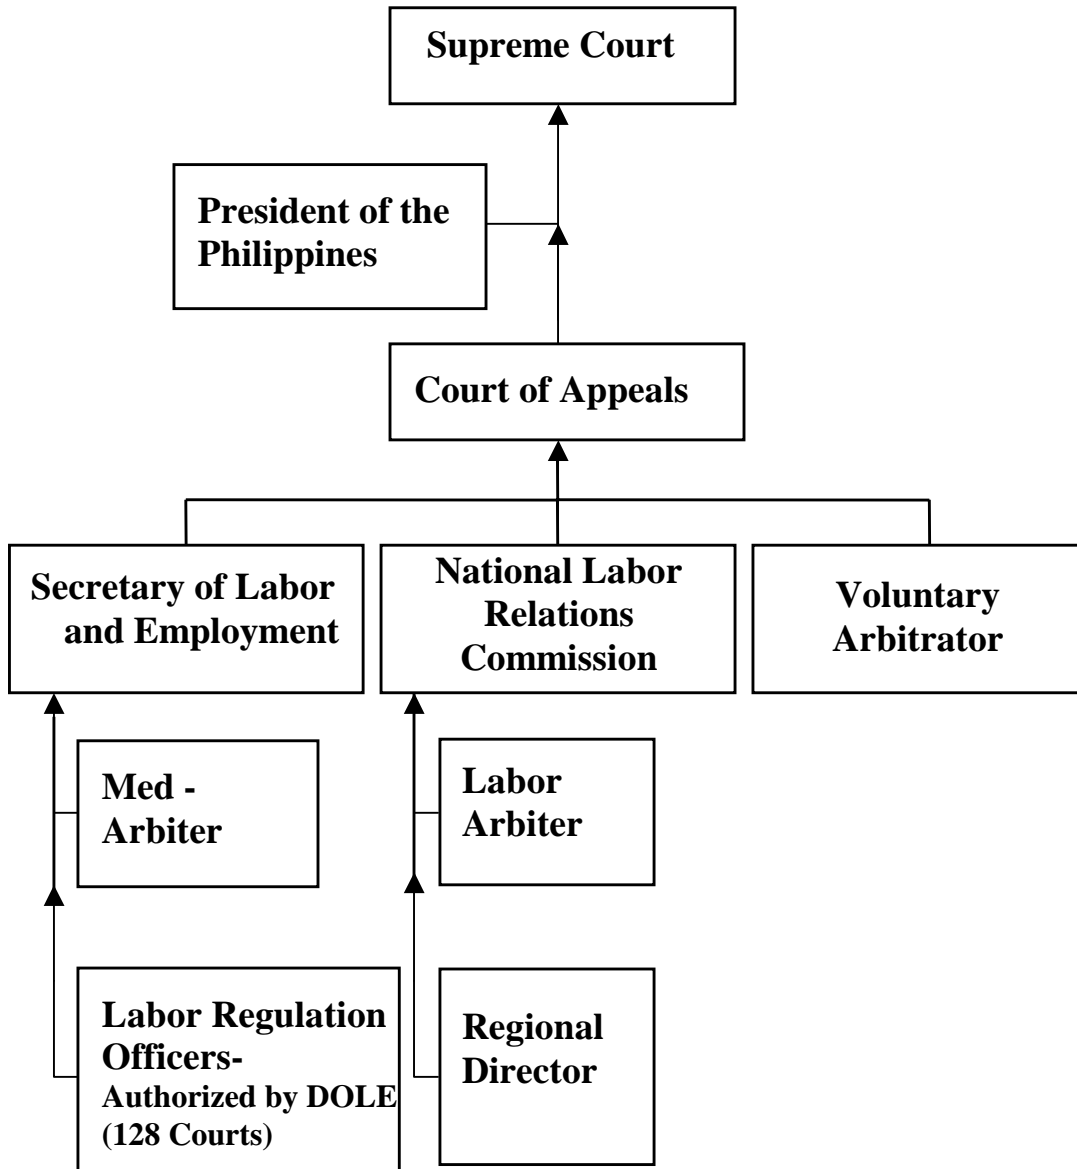 Supreme Court
President of the
Philippines
Court of Appeals
Secretary of Labor
and Employment
National Labor
Relations
Commission
Voluntary
Arbitrator
Med -
Arbiter
Labor
Arbiter
Labor Regulation
Officers-
Authorized by DOLE
(128 Courts)
Regional
Director